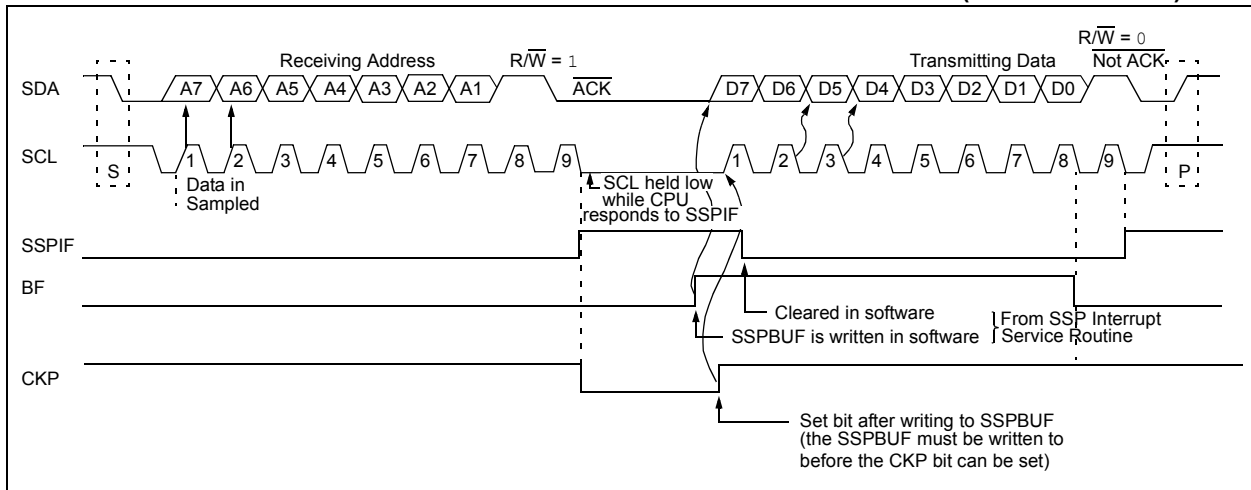 R/W = 0
Receiving Address R/W = 1 Transmitting Data Not ACK
SDA A7 A6 A5 A4 A3 A2 A1 ACK D7 D6 D5 D4 D3 D2 D1 D0
SCL 1 2 3 4 5 6 7 8 9 1 2 3 4 5 6 7 8 9
S P
Data in
Sampled
SCL held low
while CPU
responds to SSPIF
SSPIF
BF
Cleared in software
SSPBUF is written in software
From SSP Interrupt
Service Routine
CKP
Set bit after writing to SSPBUF
(the SSPBUF must be written to
before the CKP bit can be set)